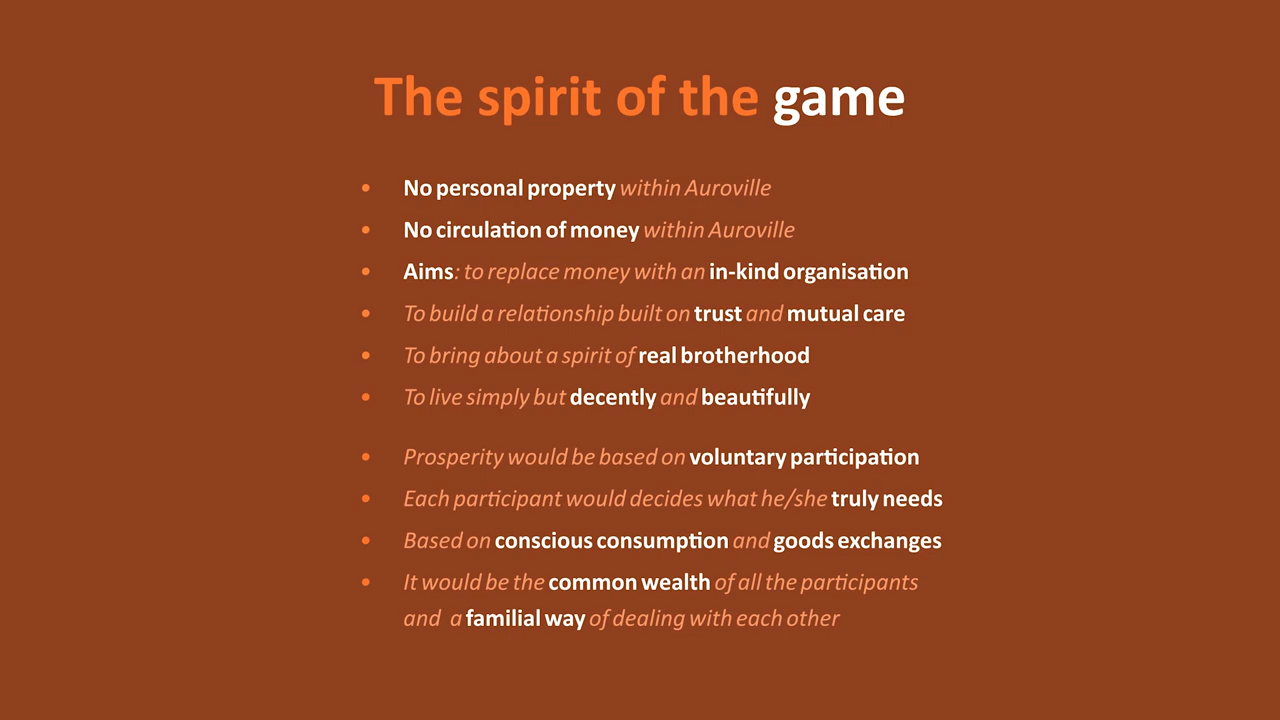 The spirit of the game
• No personal property within Auroville
• No circulation of money within Auroville
• Aims: to replace money with an in-kind organisation
• To build a relationship built on trust and mutual care
• To bring about a spirit of real brotherhood
• To live simply but decently and beautifully
• Prosperity would be based on voluntary participation
• Each participant would decides what he/she truly needs
• Based on conscious consumption and goods exchanges
• It would be the common wealth of all the participants
and a familial way of dealing with each other